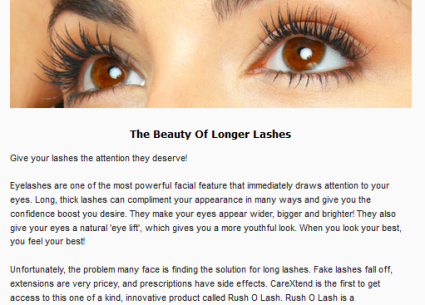 The Beauty Of Longer Lashes
Give your lashes the attention they deserve!
Eyelashes are one of the most powerful facial feature that immediately draws attention to your
eyes. Long, thick lashes can compliment your appearance in many ways and give you the
confidence boost you desire. They make your eyes appear wider, bigger and brighter! They also
give your eyes a natural 'eye lift', which gives you a more youthful look. When you look your best,
you feel your best!
Unfortunately, the problem many face is finding the solution for long lashes. Fake lashes fall off,
extensions are very pricey, and prescriptions have side effects. CareXtend is the first to get
access to this one of a kind, innovative product called Rush O Lash. Rush O Lash is a